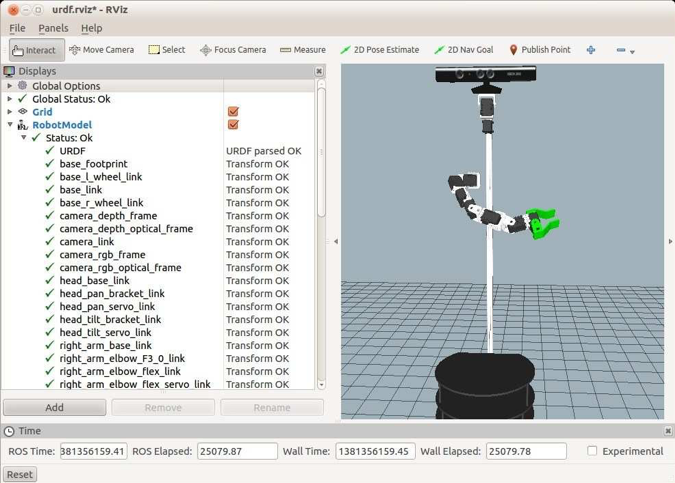 urdf.rviz* - RViz
File Panels Help
Interact Move Camera Select Focus Camera Measure 2D Pose Estimate 2D Nav Goal Publish Point
Displays
Global Options
Global Status: Ok
Grid
RobotModel
Status: Ok
URDF URDF parsed OK
base_footprint Transform OK
base_l_wheel_link Transform OK
base_link Transform OK
base_r_wheel_link Transform OK
camera_depth_frame Transform OK
camera_depth_optical_frame Transform OK
camera_link Transform OK
camera_rgb_frame Transform OK
camera_rgb_optical_frame Transform OK
head_base_link Transform OK
head_pan_bracket_link Transform OK
head_pan_servo_link Transform OK
head_tilt_bracket_link Transform OK
head_tilt_servo_link Transform OK
right_arm_base_link Transform OK
right_arm_elbow_F3_0_link Transform OK
right_arm_elbow_flex_link Transform OK
right_arm_elbow_flex_servo_link Transform OK
Add Remove Rename
Time
ROS Time: 381356159.41 ROS Elapsed: 25079.87 Wall Time: 1381356159.45 Wall Elapsed: 25079.78 Experimental
Reset